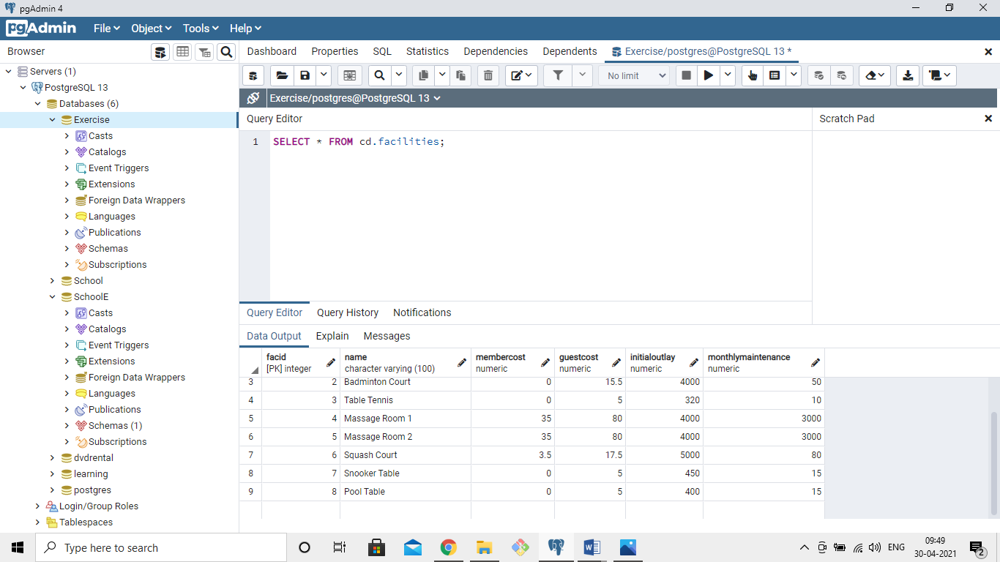 pgAdmin 4
pgAdmin File Object Tools Help
Browser
Dashboard Properties SQL Statistics Dependencies Dependents Exercise/postgres@PostgreSQL 13 *
Servers (1)
PostgreSQL 13
Databases (6)
Exercise
Casts
Catalogs
Event Triggers
Extensions
Foreign Data Wrappers
Languages
Publications
Schemas
Subscriptions
School
SchoolE
Casts
Catalogs
Event Triggers
Extensions
Foreign Data Wrappers
Languages
Publications
Schemas (1)
Subscriptions
dvdrental
learning
postgres
Login/Group Roles
Tablespaces
No limit
Exercise/postgres@PostgreSQL 13
Query Editor
Scratch Pad
1 SELECT * FROM cd.facilities;
Query Editor Query History Notifications
Data Output Explain Messages
facid name membercost guestcost initialoutlay monthlymaintenance
[PK] integer character varying (100) numeric numeric numeric numeric
3 2 Badminton Court 0 15.5 4000 50
4 3 Table Tennis 0 5 320 10
5 4 Massage Room 1 35 80 4000 3000
6 5 Massage Room 2 35 80 4000 3000
7 6 Squash Court 3.5 17.5 5000 80
8 7 Snooker Table 0 5 450 15
9 8 Pool Table 0 5 400 15
Type here to search
ENG
09:49
30-04-2021
2